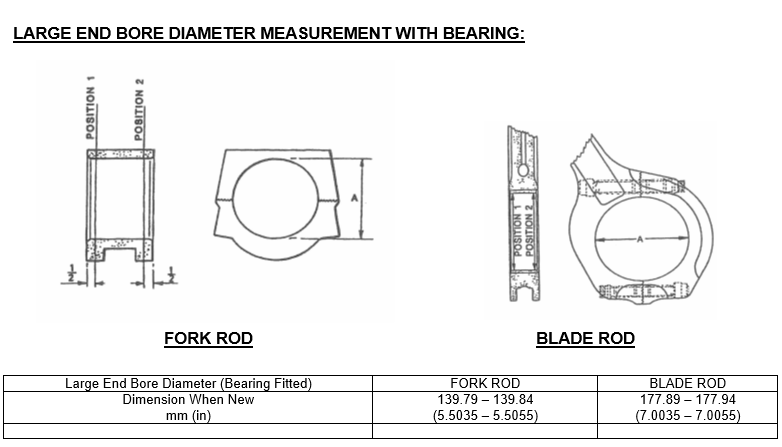 LARGE END BORE DIAMETER MEASUREMENT WITH BEARING:
POSITION 1
POSITION 2
A
1/2
1/2
FORK ROD
POSITION 1
POSITION 2
A
BLADE ROD
Large End Bore Diameter (Bearing Fitted) FORK ROD BLADE ROD
Dimension When New 139.79 – 139.84 177.89 – 177.94
mm (in) (5.5035 – 5.5055) (7.0035 - 7.0055)